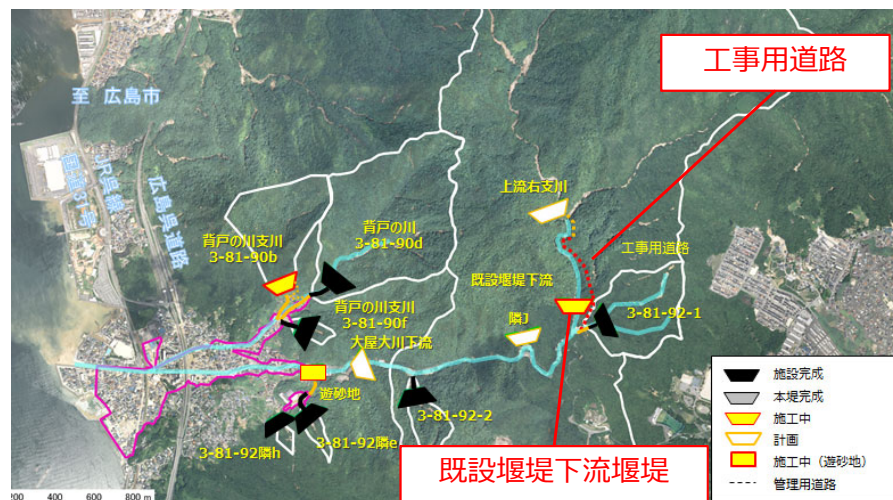 工事用道路
至 広島市
JR呉線
国道31号
広島呉道路
上流右支川
背戸の川支川
3-81-90b
背戸の川
3-81-90d
工事用道路
既設堰堤下流
背戸の川支川
3-81-90f
隣J
3-81-92-1
大屋大川下流
遊砂地
3-81-92-2
3-81-92隣h
3-81-92隣e
既設堰堤下流堰堤
施設完成
本堤完成
施工中
計画
施工中（遊砂地）
管理用道路
200 400 600 800 m